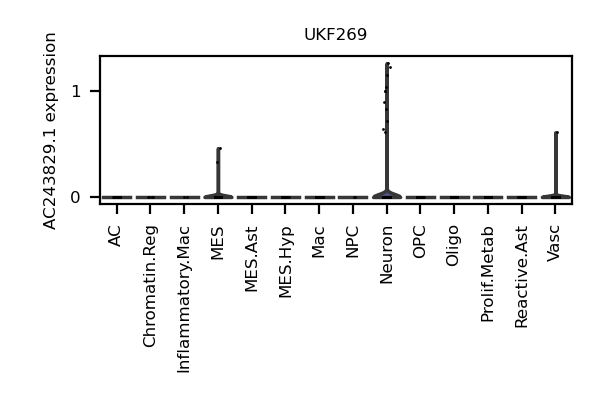 UKF269
AC243829.1 expression
1
0
AC
Chromatin.Reg
Inflammatory.Mac
MES
MES.Ast
MES.Hyp
Mac
NPC
Neuron
OPC
Oligo
Prolif.Metab
Reactive.Ast
Vasc